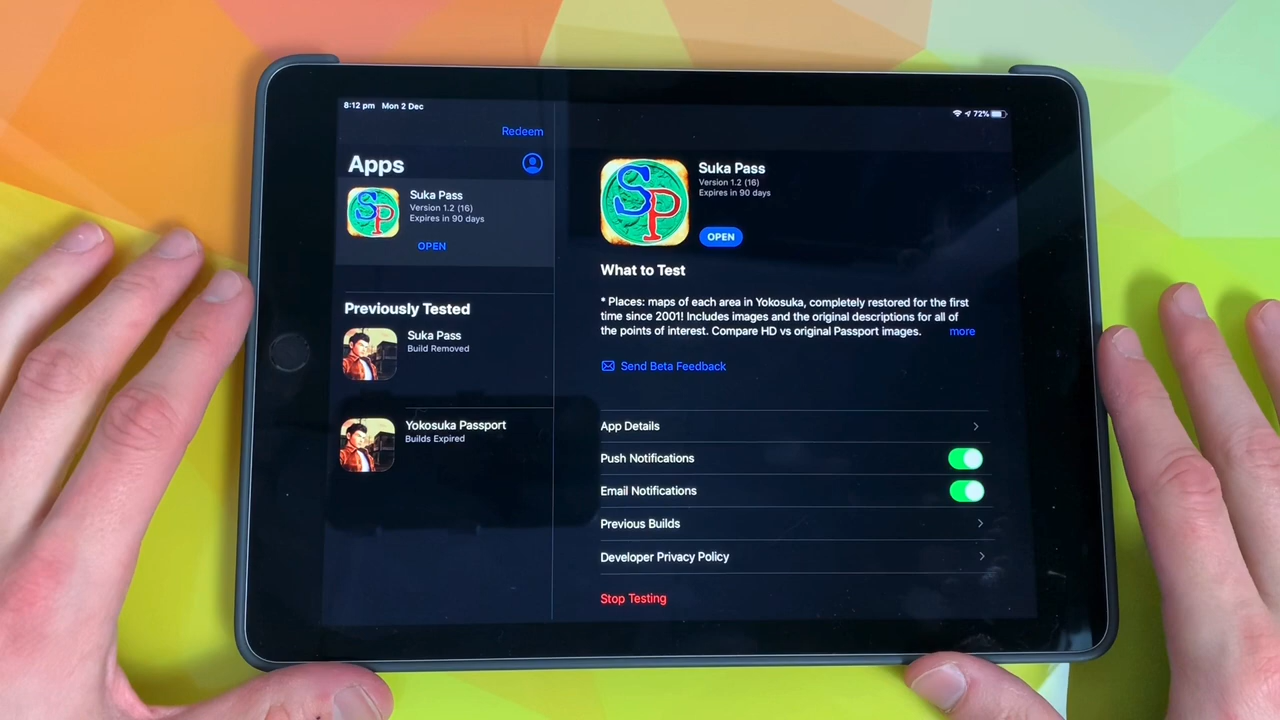 8:12 pm Mon 2 Dec
72%
Redeem
Apps
SP
Suka Pass
Version 1.2 (16)
Expires in 90 days
OPEN
Previously Tested
Suka Pass
Build Removed
Yokosuka Passport
Builds Expired
SP
Suka Pass
Version 1.2 (16)
Expires in 90 days
OPEN
What to Test
* Places: maps of each area in Yokosuka, completely restored for the first
time since 2001! Includes images and the original descriptions for all of
the points of interest. Compare HD vs original Passport images. more
Send Beta Feedback
App Details
Push Notifications
Email Notifications
Previous Builds
Developer Privacy Policy
Stop Testing